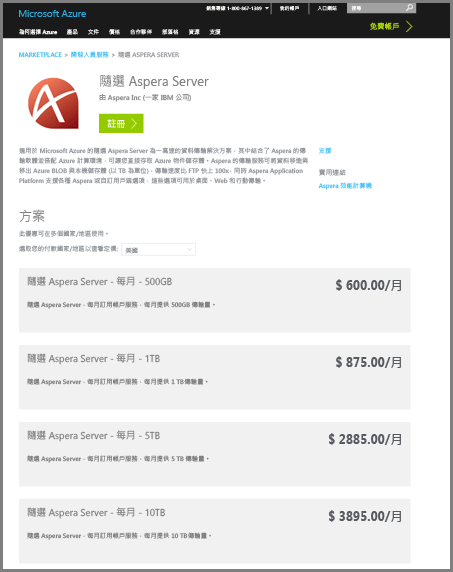 Microsoft Azure
銷售專線 1-800-867-1389 我的帳戶 入口網站 搜尋
免費帳戶
為何選擇 Azure 產品 文件 價格 合作夥伴 部落格 資源 支援
MARKETPLACE > 開發人員服務 > 隨選 ASPERA SERVER
隨選 Aspera Server
由 Aspera Inc (一家 IBM 公司)
註冊
適用於 Microsoft Azure 的隨選 Aspera Server 為一高速的資料傳輸解決方案，其中結合了 Aspera 的傳
輸軟體並搭配 Azure 計算環境，可讓您直接存取 Azure 物件儲存體。Aspera 的傳輸服務可將資料移進與
移出 Azure BLOB 與本機儲存體 (以 TB 為單位)，傳輸速度比 FTP 快上 100x，同時 Aspera Application
Platform 支援各種 Aspera 或自訂用戶端選項，這些選項可用於桌面、Web 和行動傳輸。
支援
費用連結
Aspera 效能計算機
方案
此優惠可在多個國家/地區使用。
選取您的付款國家/地區以查看定價: 美國
隨選 Aspera Server - 每月 - 500GB
$ 600.00/月
隨選 Aspera Server - 每月訂用帳戶服務，每月提供 500GB 傳輸量。
隨選 Aspera Server - 每月 - 1TB
$ 875.00/月
隨選 Aspera Server - 每月訂用帳戶服務，每月提供 1 TB 傳輸量。
隨選 Aspera Server - 每月 - 5TB
$ 2885.00/月
隨選 Aspera Server - 每月訂用帳戶服務，每月提供 5 TB 傳輸量。
隨選 Aspera Server - 每月 - 10TB
$ 3895.00/月
隨選 Aspera Server - 每月訂用帳戶服務，每月提供 10 TB 傳輸量。